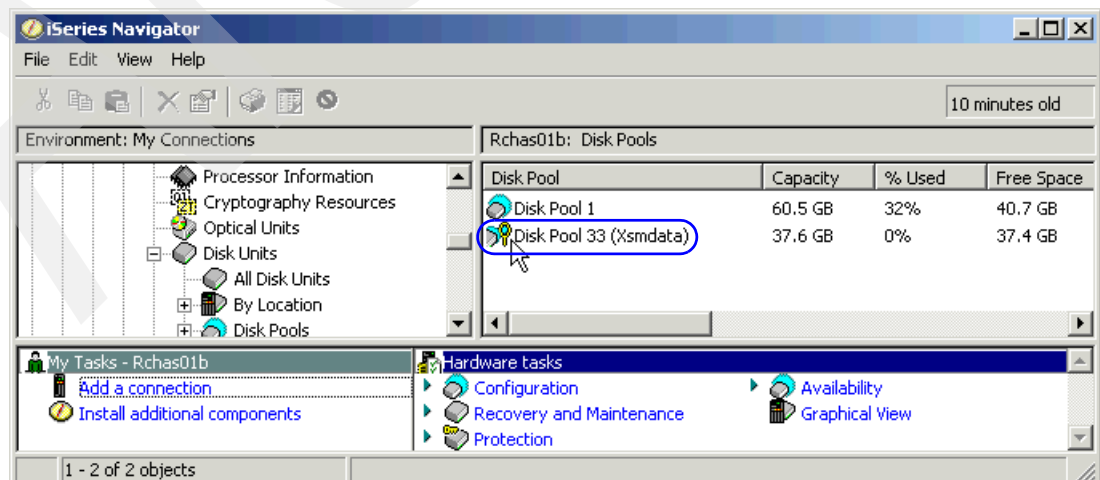 iSeries Navigator
File Edit View Help
10 minutes old
Environment: My Connections
Rchas01b: Disk Pools
Processor Information
Cryptography Resources
Optical Units
Disk Units
All Disk Units
By Location
Disk Pools
Disk Pool Capacity % Used Free Space
Disk Pool 1 60.5 GB 32% 40.7 GB
Disk Pool 33 (Xsmdata) 37.6 GB 0% 37.4 GB
My Tasks - Rchas01b
Add a connection
Install additional components
Hardware tasks
Configuration
Recovery and Maintenance
Protection
Availability
Graphical View
1 - 2 of 2 objects